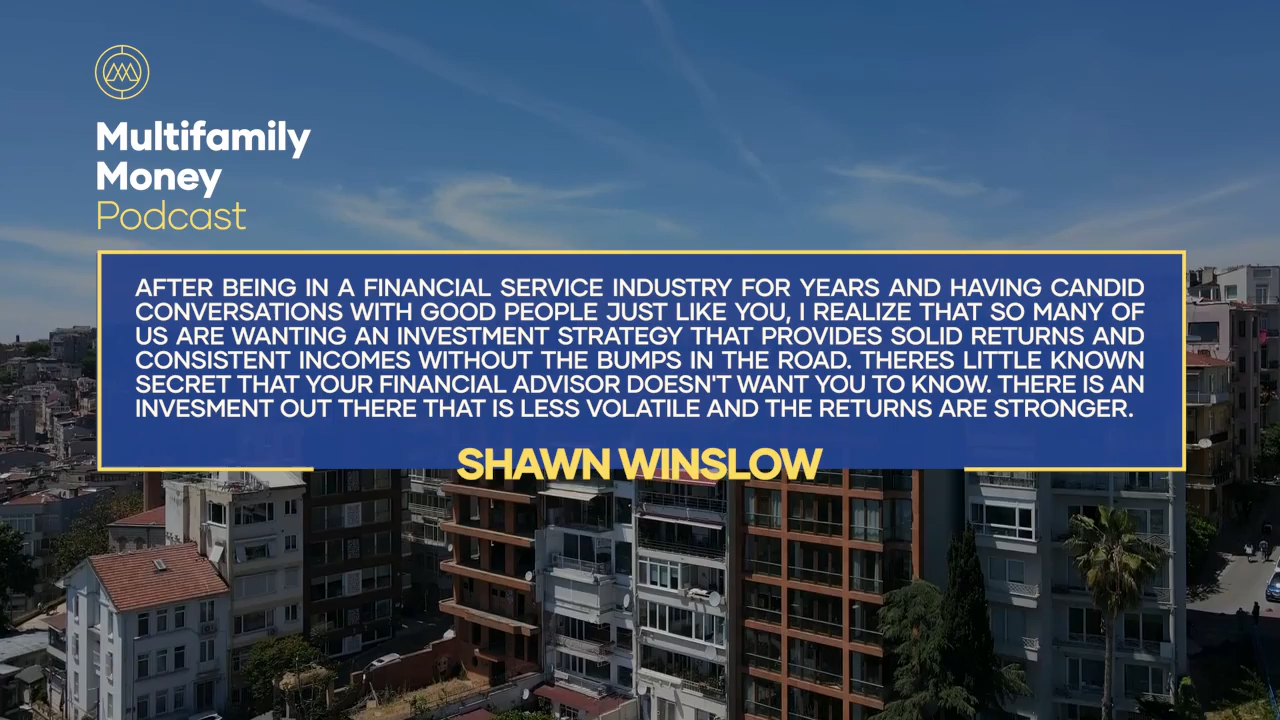 Multifamily
Money
Podcast
AFTER BEING IN A FINANCIAL SERVICE INDUSTRY FOR YEARS AND HAVING CANDID
CONVERSATIONS WITH GOOD PEOPLE JUST LIKE YOU, I REALIZE THAT SO MANY OF
US ARE WANTING AN INVESTMENT STRATEGY THAT PROVIDES SOLID RETURNS AND
CONSISTENT INCOMES WITHOUT THE BUMPS IN THE ROAD. THERES LITTLE KNOWN
SECRET THAT YOUR FINANCIAL ADVISOR DOESN'T WANT YOU TO KNOW. THERE IS AN
INVESMENT OUT THERE THAT IS LESS VOLATILE AND THE RETURNS ARE STRONGER.
SHAWN WINSLOW